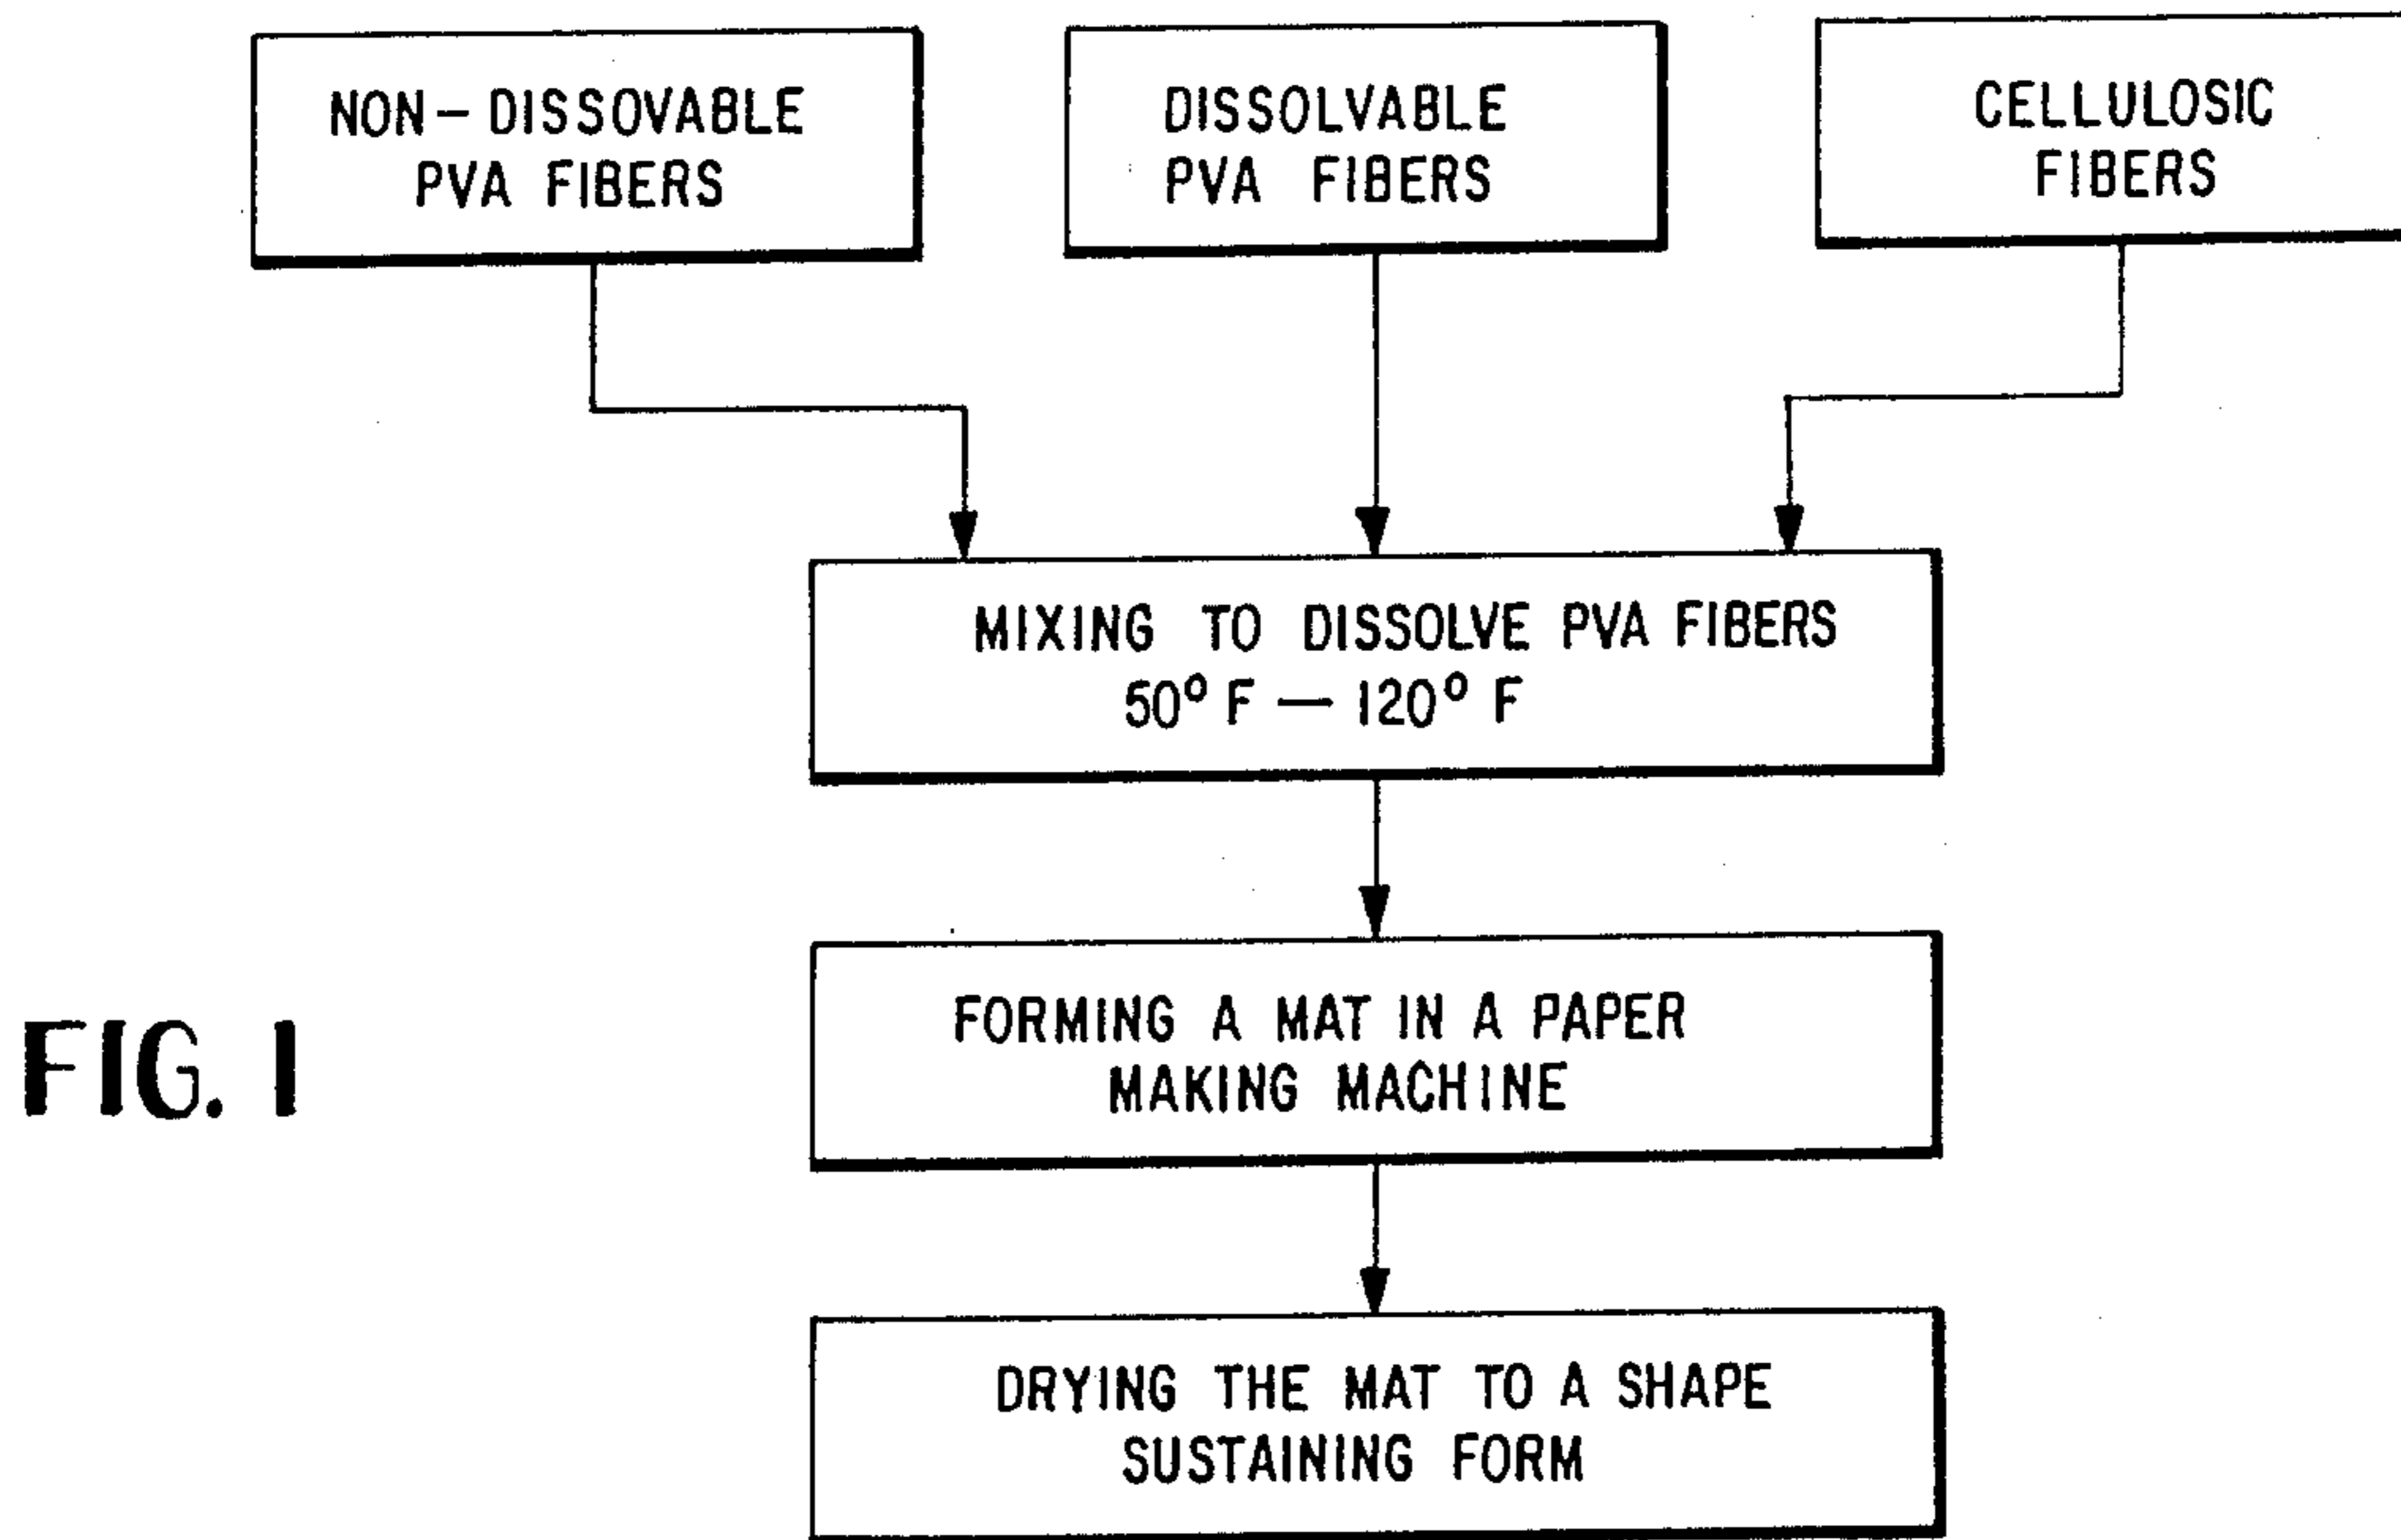 NON-DISSOVABLE
PVA FIBERS
DISSOLVABLE
PVA FIBERS
CELLULOSIC
FIBERS
MIXING TO DISSOLVE PVA FIBERS
50° F — 120° F
FORMING A MAT IN A PAPER
MAKING MACHINE
DRYING THE MAT TO A SHAPE
SUSTAINING FORM
FIG. 1